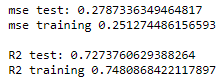 mse test: 0.2787336349464817
mse training 0.251274486156593
R2 test: 0.7273760629388264
R2 training 0.7480868422117897